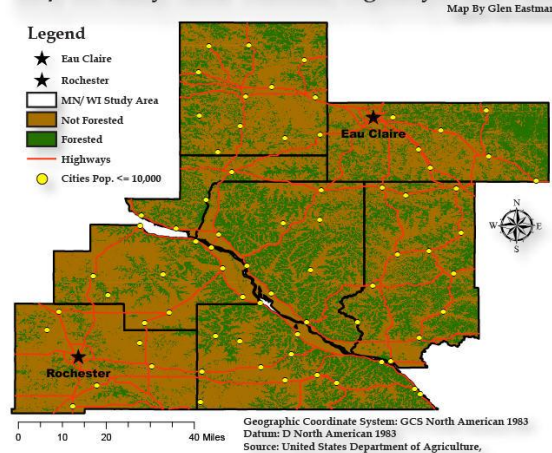 Map By Glen Eastman
Legend
Eau Claire
Rochester
MN/ WI Study Area
Not Forested
Forested
Highways
Cities Pop. <= 10,000
Eau Claire
N
W E
S
Rochester
0 10 20 40 Miles
Geographic Coordinate System: GCS North American 1983
Datum: D North American 1983
Source: United States Department of Agriculture,